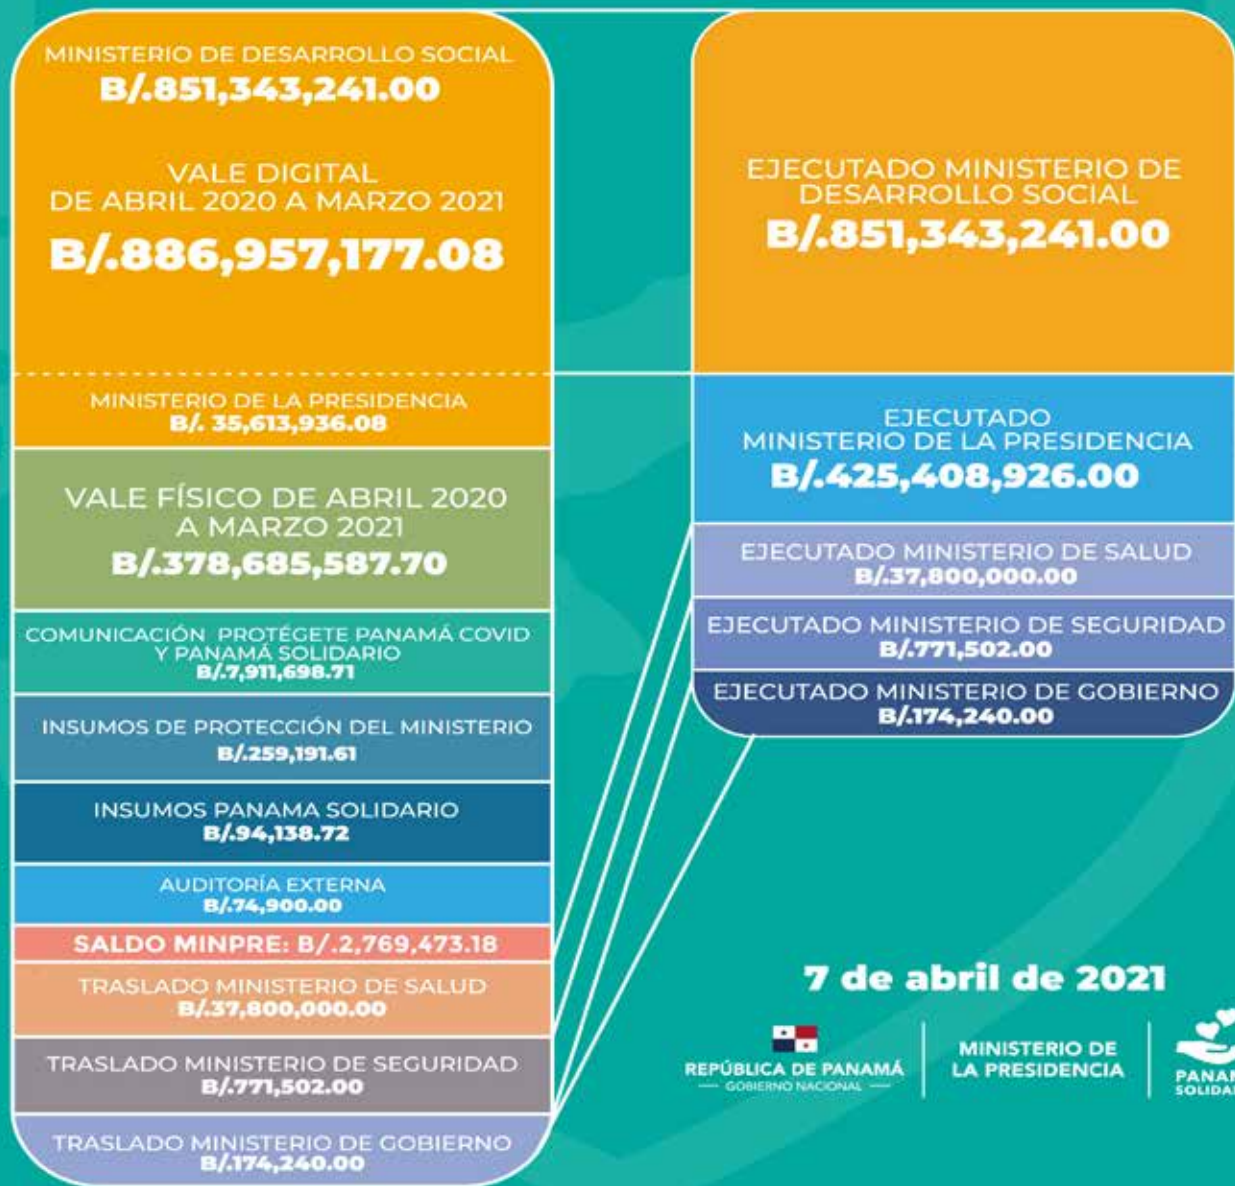 MINISTERIO DE DESARROLLO SOCIAL
B/.851,343,241.00
VALE DIGITAL
DE ABRIL 2020 A MARZO 2021
B/.886,957,177.08
MINISTERIO DE LA PRESIDENCIA
B/. 35,613,936.08
VALE FÍSICO DE ABRIL 2020
A MARZO 2021
B/.378,685,587.70
COMUNICACIÓN PROTÉGETE PANAMÁ COVID
Y PANAMÁ SOLIDARIO
B/.7,911,698.71
INSUMOS DE PROTECCIÓN DEL MINISTERIO
B/.259,191.61
INSUMOS PANAMA SOLIDARIO
B/.94,138.72
AUDITORÍA EXTERNA
B/.74,900.00
SALDO MINPRE: B/.2,769,473.18
TRASLADO MINISTERIO DE SALUD
B/.37,800,000.00
TRASLADO MINISTERIO DE SEGURIDAD
B/.771,502.00
TRASLADO MINISTERIO DE GOBIERNO
B/.174,240.00
EJECUTADO MINISTERIO DE
DESARROLLO SOCIAL
B/.851,343,241.00
EJECUTADO
MINISTERIO DE LA PRESIDENCIA
B/.425,408,926.00
EJECUTADO MINISTERIO DE SALUD
B/.37,800,000.00
EJECUTADO MINISTERIO DE SEGURIDAD
B/.771,502.00
EJECUTADO MINISTERIO DE GOBIERNO
B/.174,240.00
7 de abril de 2021
REPÚBLICA DE PANAMÁ
GOBIERNO NACIONAL
MINISTERIO DE
LA PRESIDENCIA